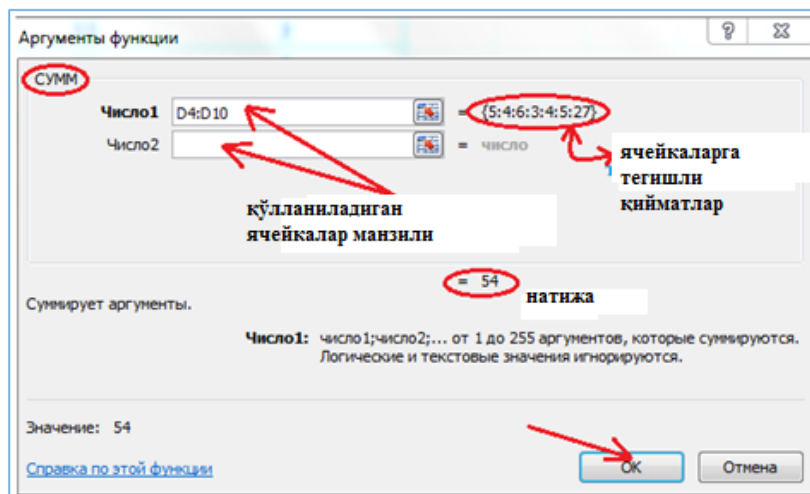 Аргументы функции
СУММ
Число1 D4:D10 = {5:4:6:3:4:5:27}
Число2 = число
ячейкаларга
тегишли
қийматлар
қўлланиладиган
ячейкалар манзили
= 54
натижа
Суммирует аргументы.
Число1: число1;число2;... от 1 до 255 аргументов, которые суммируются.
Логические и текстовые значения игнорируются.
Значение: 54
Справка по этой функции
ОК
Отмена